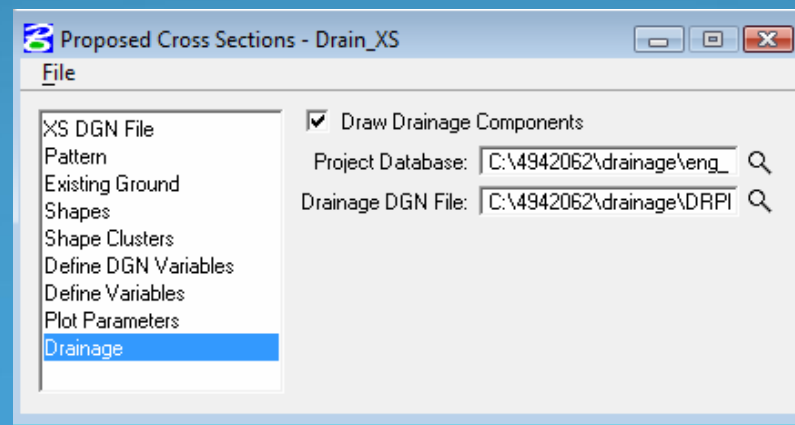 Proposed Cross Sections - Drain_XS
File
XS DGN File
Pattern
Existing Ground
Shapes
Shape Clusters
Define DGN Variables
Define Variables
Plot Parameters
Drainage
Draw Drainage Components
Project Database: C:\4942062\drainage\eng_
Drainage DGN File: C:\4942062\drainage\DRPI